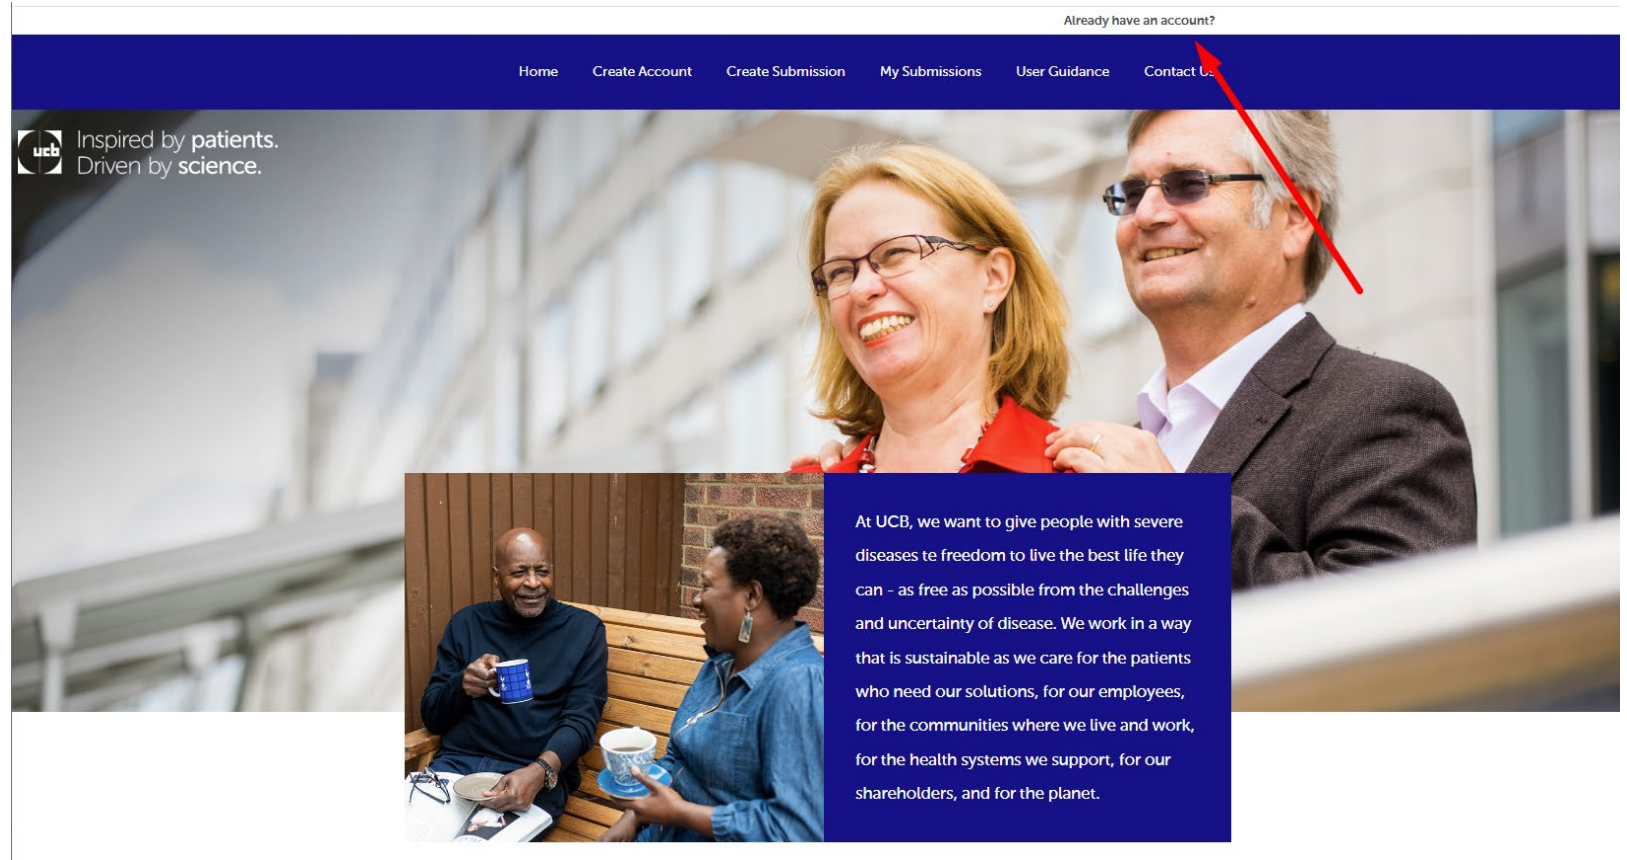 Already have an account?
Home Create Account Create Submission My Submissions User Guidance Contact Us
ucb
Inspired by patients.
Driven by science.
At UCB, we want to give people with severe
diseases te freedom to live the best life they
can - as free as possible from the challenges
and uncertainty of disease. We work in a way
that is sustainable as we care for the patients
who need our solutions, for our employees,
for the communities where we live and work,
for the health systems we support, for our
shareholders, and for the planet.